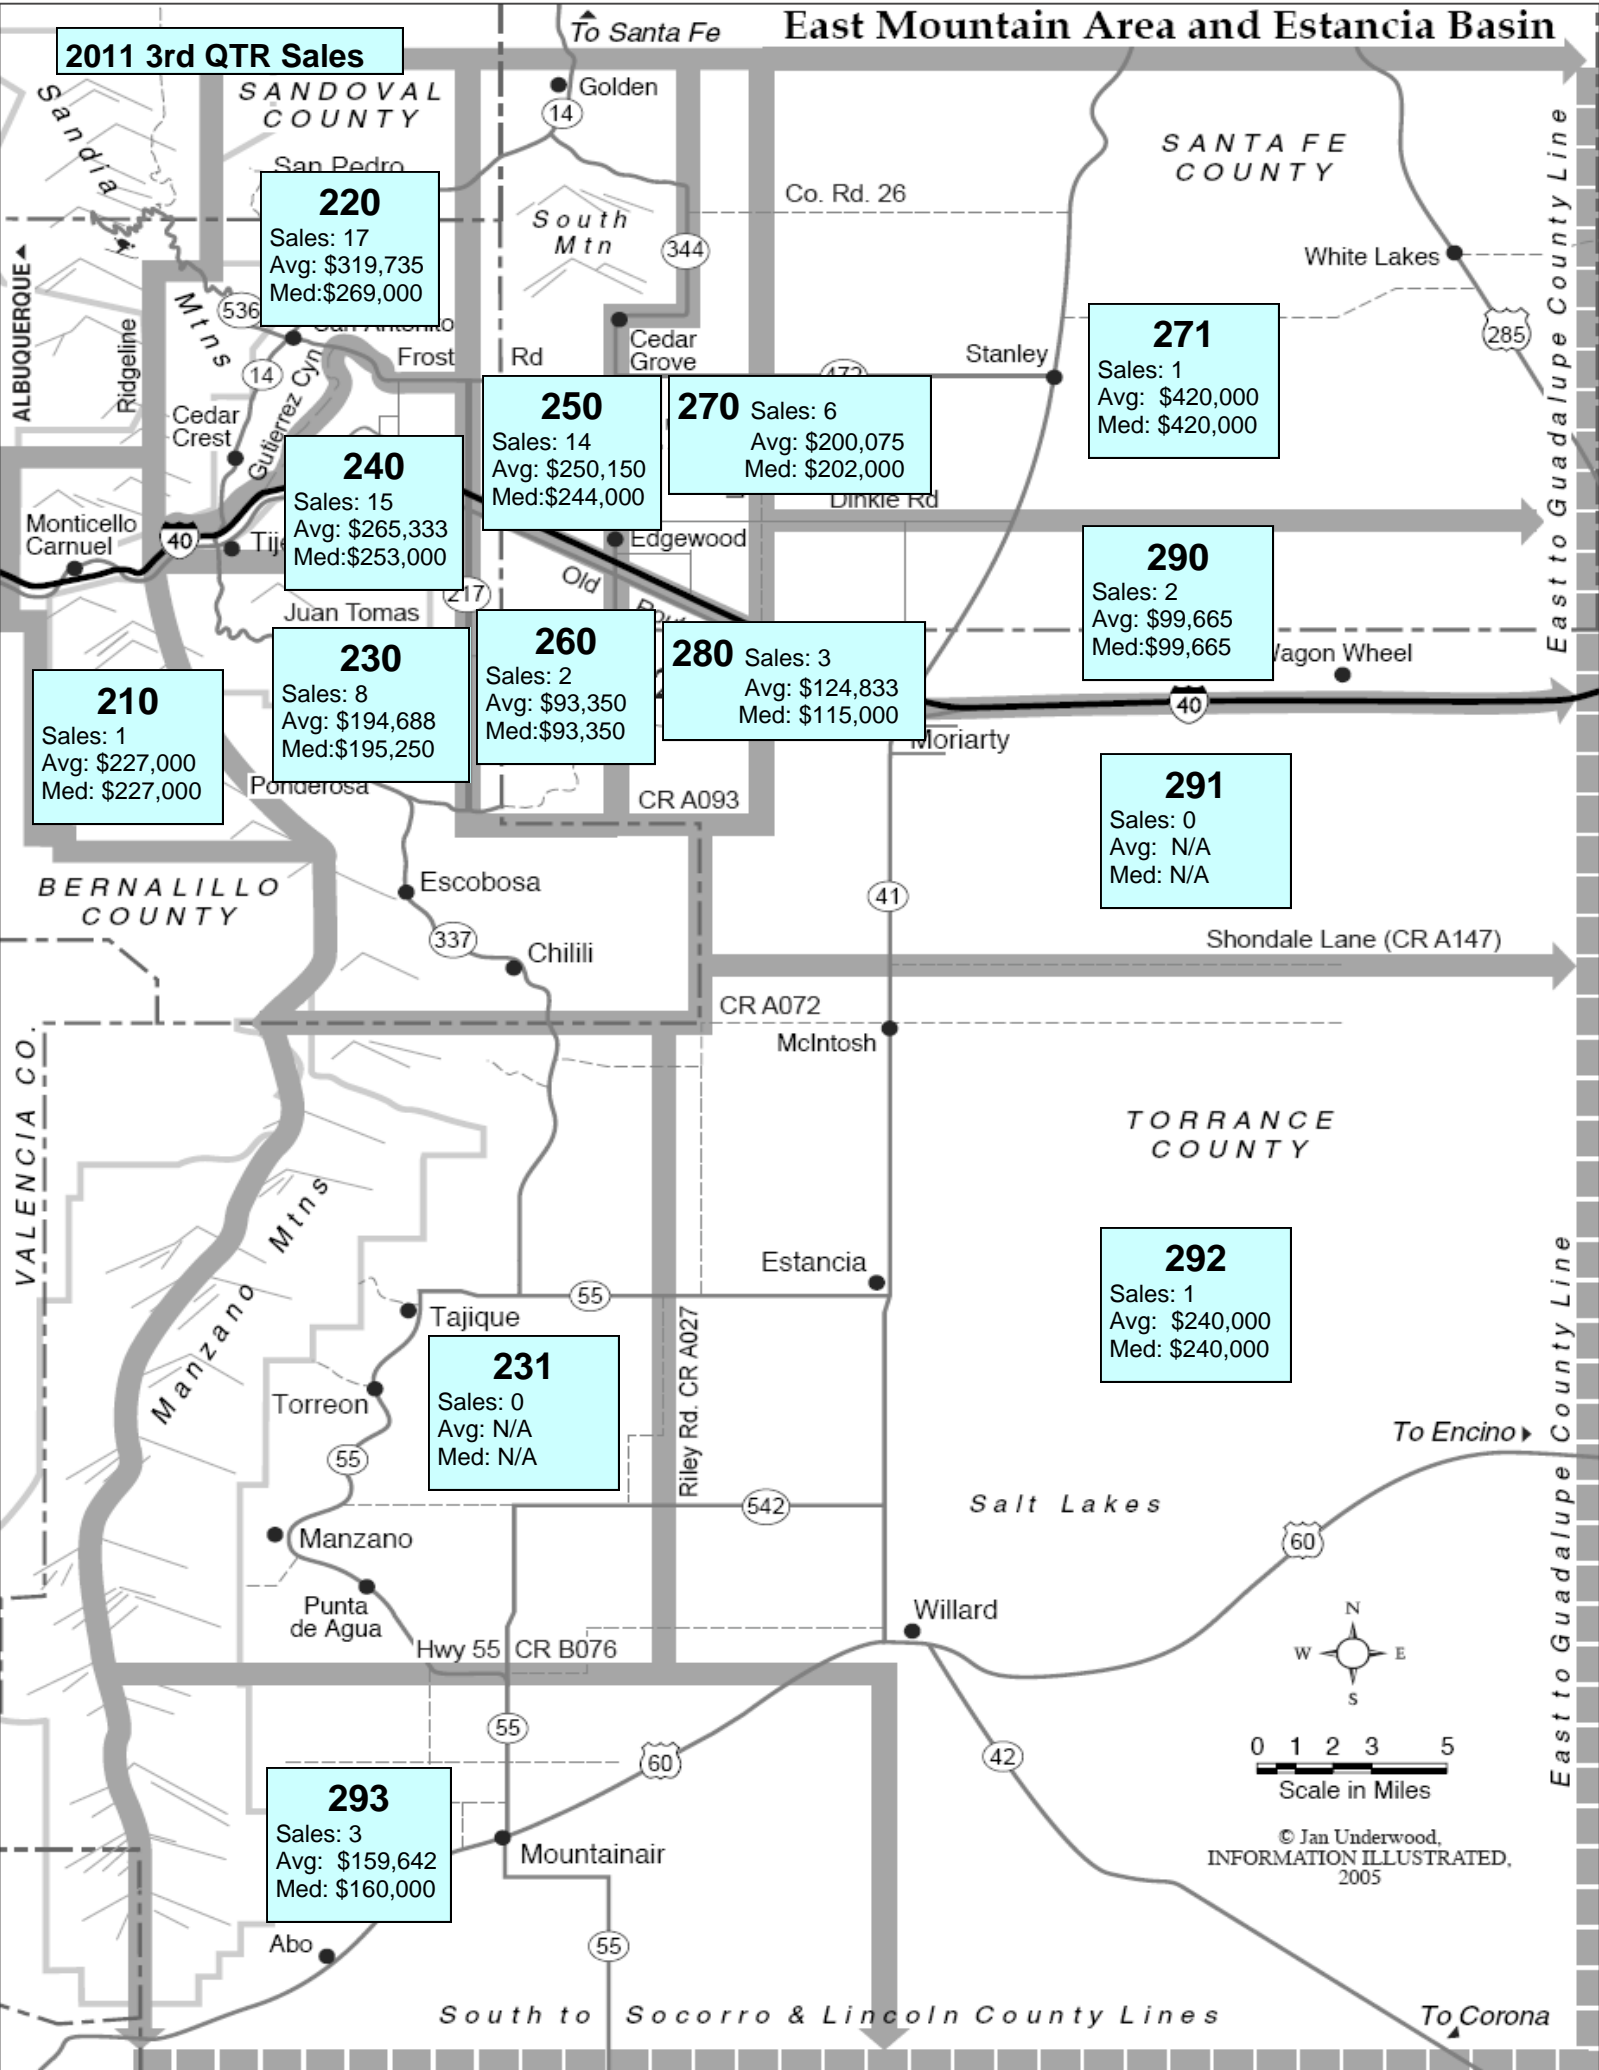 To Santa Fe
East Mountain Area and Estancia Basin
2011 3rd QTR Sales
Sandia
SANDOVAL
COUNTY
Golden
14
SANTA FE
COUNTY
San Pedro
Co. Rd. 26
220
Sales: 17
Avg: $319,735
Med:$269,000
South
Mtn
344
White Lakes
ALBUQUERQUE
Ridgeline
Mtns
536
285
East to Guadalupe County Line
Cedar
Grove
Frost
Rd
Stanley
271
Sales: 1
Avg: $420,000
Med: $420,000
14
Cedar
Crest
Gutierrez Cyn
250
Sales: 14
Avg: $250,150
Med:$244,000
270 Sales: 6
Avg: $200,075
Med: $202,000
Dinkle Rd
240
Sales: 15
Avg: $265,333
Med:$253,000
Monticello
Carnuel
40
Edgewood
Old
290
Sales: 2
Avg: $99,665
Med:$99,665
217
Juan Tomas
230
Sales: 8
Avg: $194,688
Med:$195,250
260
Sales: 2
Avg: $93,350
Med:$93,350
280 Sales: 3
Avg: $124,833
Med: $115,000
Wagon Wheel
40
210
Sales: 1
Avg: $227,000
Med: $227,000
Moriarty
Ponderosa
CR A093
291
Sales: 0
Avg: N/A
Med: N/A
BERNALILLO
COUNTY
Escobosa
41
337
Chilili
Shondale Lane (CR A147)
CR A072
McIntosh
VALENCIA CO.
TORRANCE
COUNTY
Manzano Mtns
Estancia
292
Sales: 1
Avg: $240,000
Med: $240,000
East to Guadalupe County Line
55
Tajique
Riley Rd. CR A027
231
Sales: 0
Avg: N/A
Med: N/A
Torreon
To Encino
55
542
Salt Lakes
60
Manzano
Punta
de Agua
Willard
Hwy 55
CR B076
N
W
E
S
55
60
42
0 1 2 3 5
Scale in Miles
293
Sales: 3
Avg: $159,642
Med: $160,000
Mountainair
© Jan Underwood,
INFORMATION ILLUSTRATED,
2005
Abo
55
South to Socorro & Lincoln County Lines
To Corona